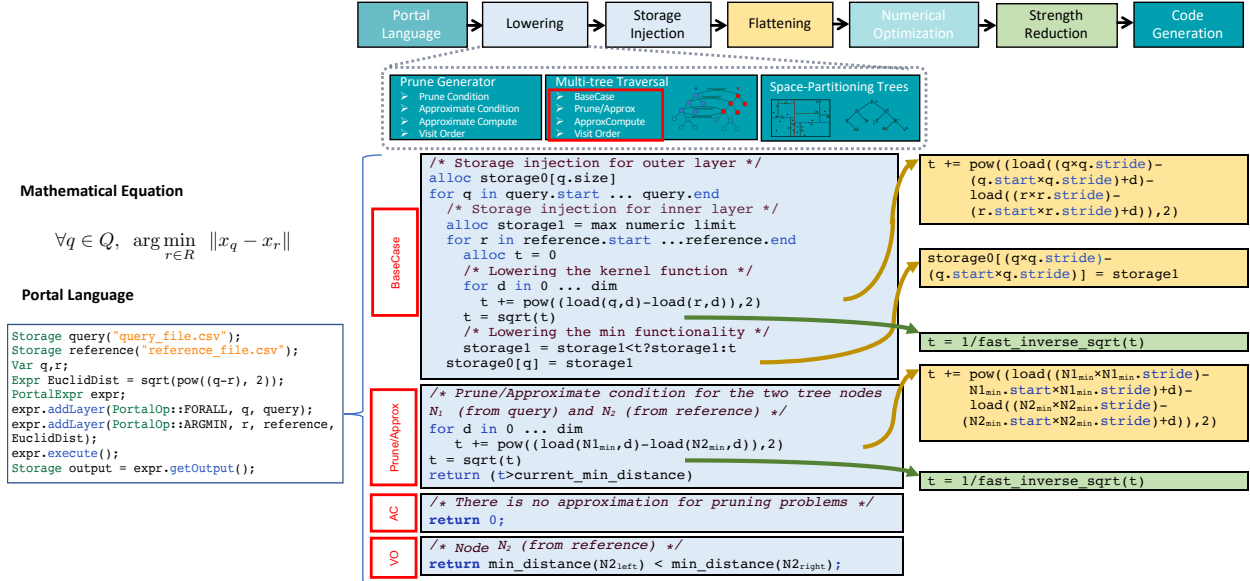 Portal Language
Lowering
Storage Injection
Flattening
Numerical Optimization
Strength Reduction
Code Generation
Prune Generator
➢ Prune Condition
➢ Approximate Condition
➢ Approximate Compute
➢ Visit Order
Multi-tree Traversal
➢ BaseCase
➢ Prune/Approx
➢ ApproxCompute
➢ Visit Order
Space-Partitioning Trees
Mathematical Equation
∀q ∈ Q, arg min r∈R ‖x_q − x_r‖
Portal Language
Storage query("query_file.csv");
Storage reference("reference_file.csv");
Var q,r;
Expr EuclidDist = sqrt(pow((q-r), 2));
PortalExpr expr;
expr.addLayer(PortalOp::FORALL, q, query);
expr.addLayer(PortalOp::ARGMIN, r, reference,
EuclidDist);
expr.execute();
Storage output = expr.getOutput();
BaseCase
/* Storage injection for outer layer */
alloc storage0[q.size]
for q in query.start ... query.end
/* Storage injection for inner layer */
alloc storage1 = max numeric limit
for r in reference.start ...reference.end
alloc t = 0
/* Lowering the kernel function */
for d in 0 ... dim
t += pow((load(q,d)-load(r,d)),2)
t = sqrt(t)
/* Lowering the min functionality */
storage1 = storage1<t?storage1:t
storage0[q] = storage1
Prune/Approx
/* Prune/Approximate condition for the two tree nodes
N₁ (from query) and N₂ (from reference) */
for d in 0 ... dim
t += pow((load(N1min,d)-load(N2min,d)),2)
t = sqrt(t)
return (t>current_min_distance)
AC
/* There is no approximation for pruning problems */
return 0;
VO
/* Node N₂ (from reference) */
return min_distance(N2left) < min_distance(N2right);
t += pow((load((q×q.stride)-
(q.start×q.stride)+d)-
load((r×r.stride)-
(r.start×r.stride)+d)),2)
storage0[(q×q.stride)-
(q.start×q.stride)] = storage1
t = 1/fast_inverse_sqrt(t)
t += pow((load((N1min×N1min.stride)-
N1min.start×N1min.stride)+d)-
load((N2min×N2min.stride)-
(N2min.start×N2min.stride)+d)),2)
t = 1/fast_inverse_sqrt(t)